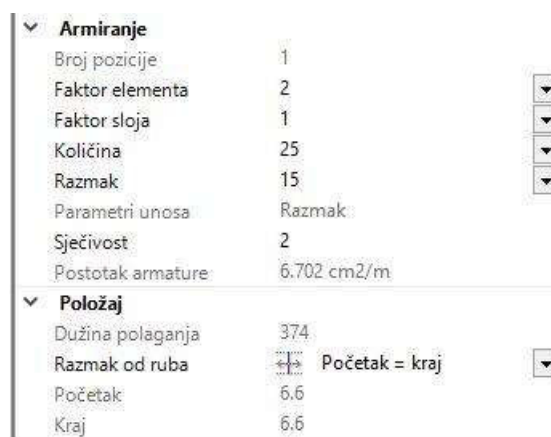 Armiranje
Broj pozicije 1
Faktor elementa 2
Faktor sloja 1
Količina 25
Razmak 15
Parametri unosa Razmak
Sječivost 2
Postotak armature 6.702 cm2/m
Položaj
Dužina polaganja 374
Razmak od ruba Početak = kraj
Početak 6.6
Kraj 6.6